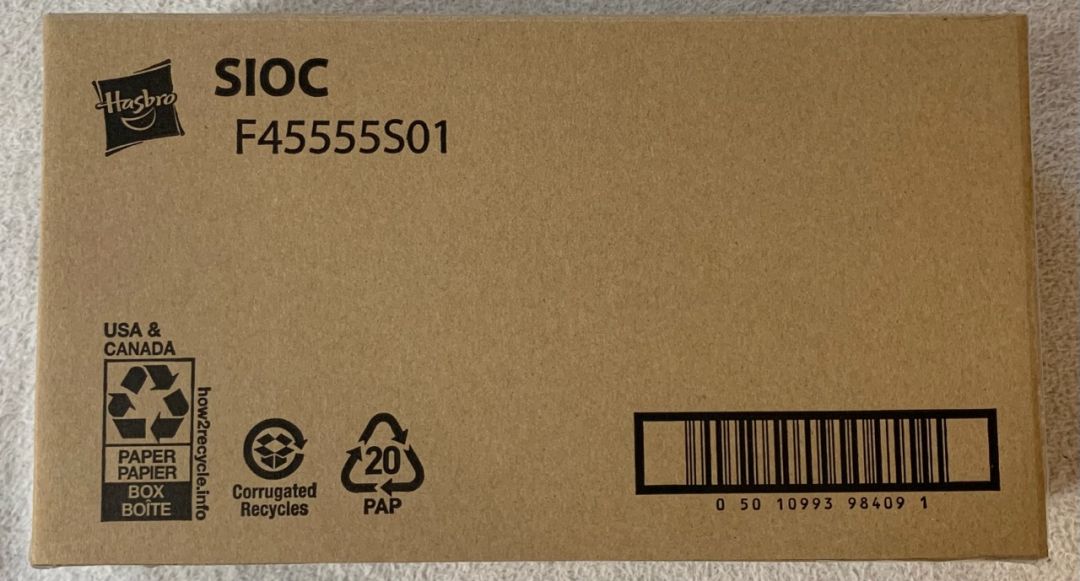 Hasbro
SIOC
F45555S01
USA &
CANADA
how2recycle.info
PAPER
PAPIER
BOX
BOÎTE
Corrugated
Recycles
20
PAP
0 50 10993 98409 1